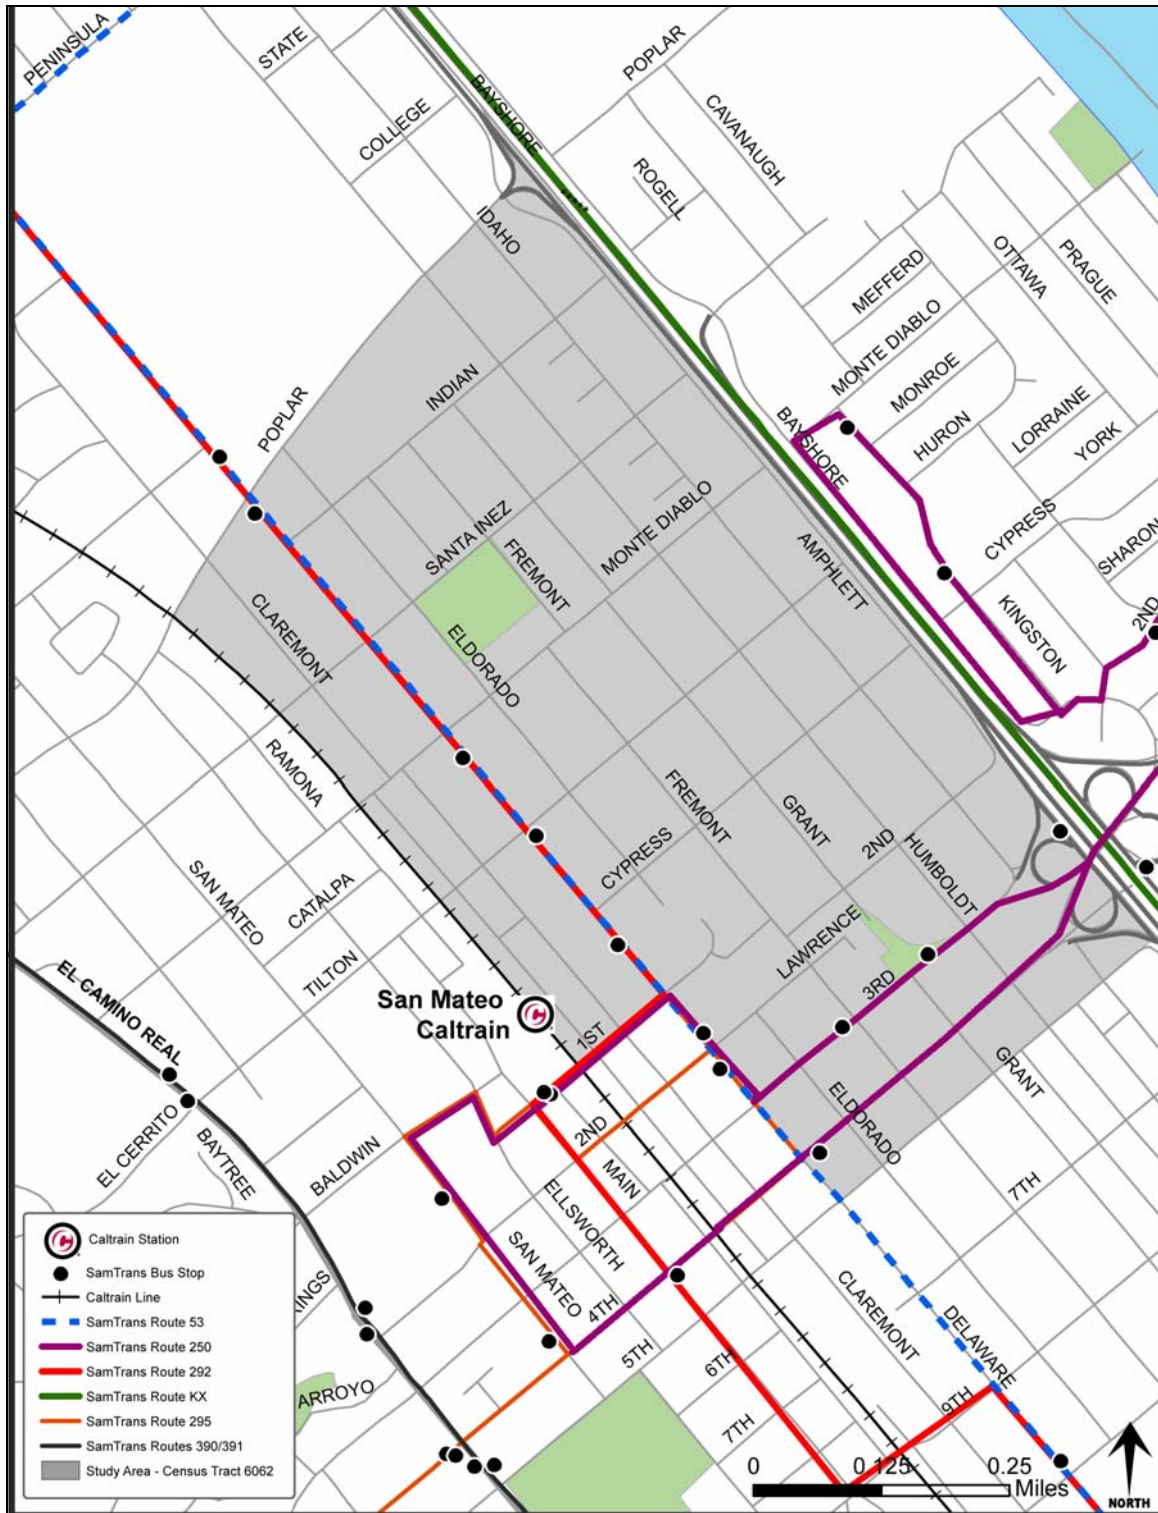 PENINSULA
STATE
COLLEGE
BAYSHORE
POPLAR
CAVANAUGH
ROGELL
IDAHO
MEFFERD
OTTAWA
PRAGUE
MONTE DIABLO
MONROE
INDIAN
POPLAR
BAYSHORE
HURON
LORRAINE
YORK
SANTA INEZ
FREMONT
MONTE DIABLO
AMPHLETT
CYPRESS
SHARON
KINGSTON
2ND
CLAREMONT
ELDORADO
RAMONA
FREMONT
GRANT
2ND
HUMBOLDT
CYPRESS
SAN MATEO
CATALPA
TILTON
LAWRENCE
3RD
EL CAMINO REAL
San Mateo
Caltrain
1ST
GRANT
ELDORADO
2ND
EL CERRITO
BAYTREE
BALDWIN
MAIN
ELLSWORTH
7TH
SAN MATEO
4TH
CLAREMONT
DELAWARE
5TH
6TH
7TH
9TH
KINGS
ARROYO
Caltrain Station
SamTrans Bus Stop
Caltrain Line
SamTrans Route 53
SamTrans Route 250
SamTrans Route 292
SamTrans Route KX
SamTrans Route 295
SamTrans Routes 390/391
Study Area - Census Tract 6062
0 0.125 0.25
Miles
NORTH